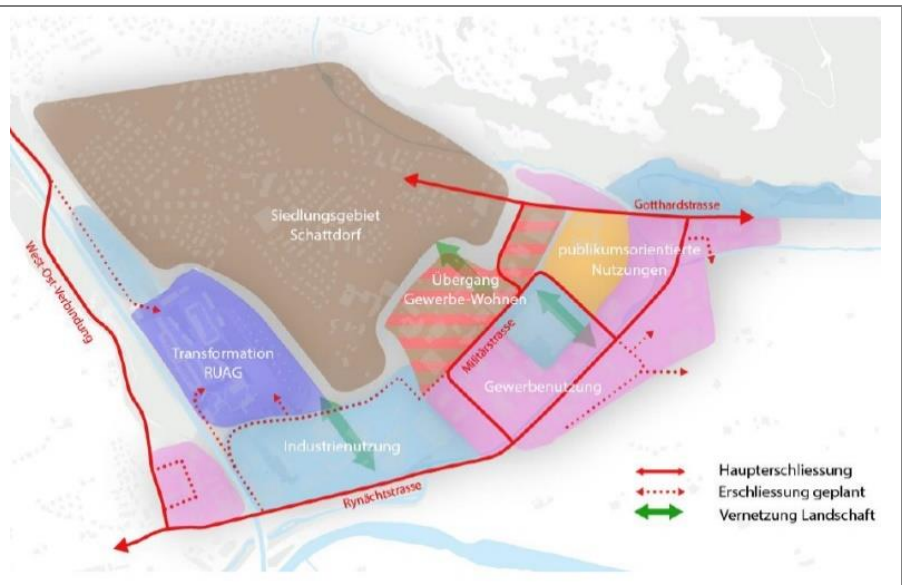 Gotthardstrasse
Siedlungsgebiet
Schattdorf
publikumsorientierte
Nutzungen
West-Ost-Verbindung
Übergang
Gewerbe-Wohnen
Militärstrasse
Transformation
RUAG
Gewerbenutzung
Industrienutzung
Rynächtstrasse
Haupterschliessung
Erschliessung geplant
Vernetzung Landschaft